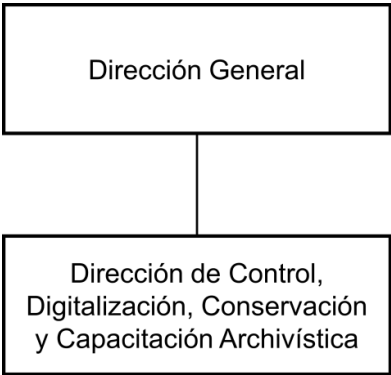 Dirección General
Dirección de Control,
Digitalización, Conservación
y Capacitación Archivística